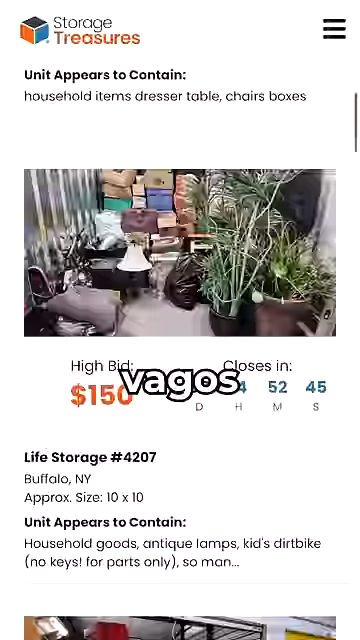 Storage
Treasures
Unit Appears to Contain:
household items dresser table, chairs boxes
High Bid:
Closes in:
$150
vagos
4
52
45
D
H
M
S
Life Storage #4207
Buffalo, NY
Approx. Size: 10 x 10
Unit Appears to Contain:
Household goods, antique lamps, kid's dirtbike
(no keys! for parts only), so man...